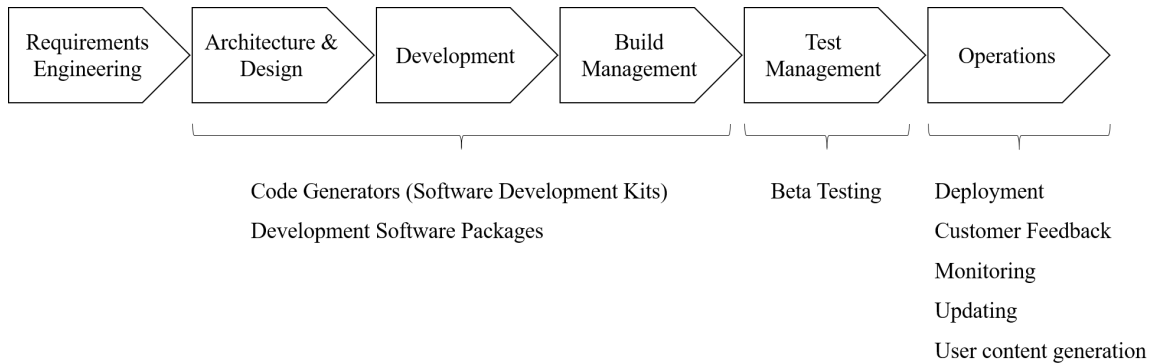 Requirements
Engineering
Architecture &
Design
Development
Build
Management
Test
Management
Operations
Code Generators (Software Development Kits)
Development Software Packages
Beta Testing
Deployment
Customer Feedback
Monitoring
Updating
User content generation